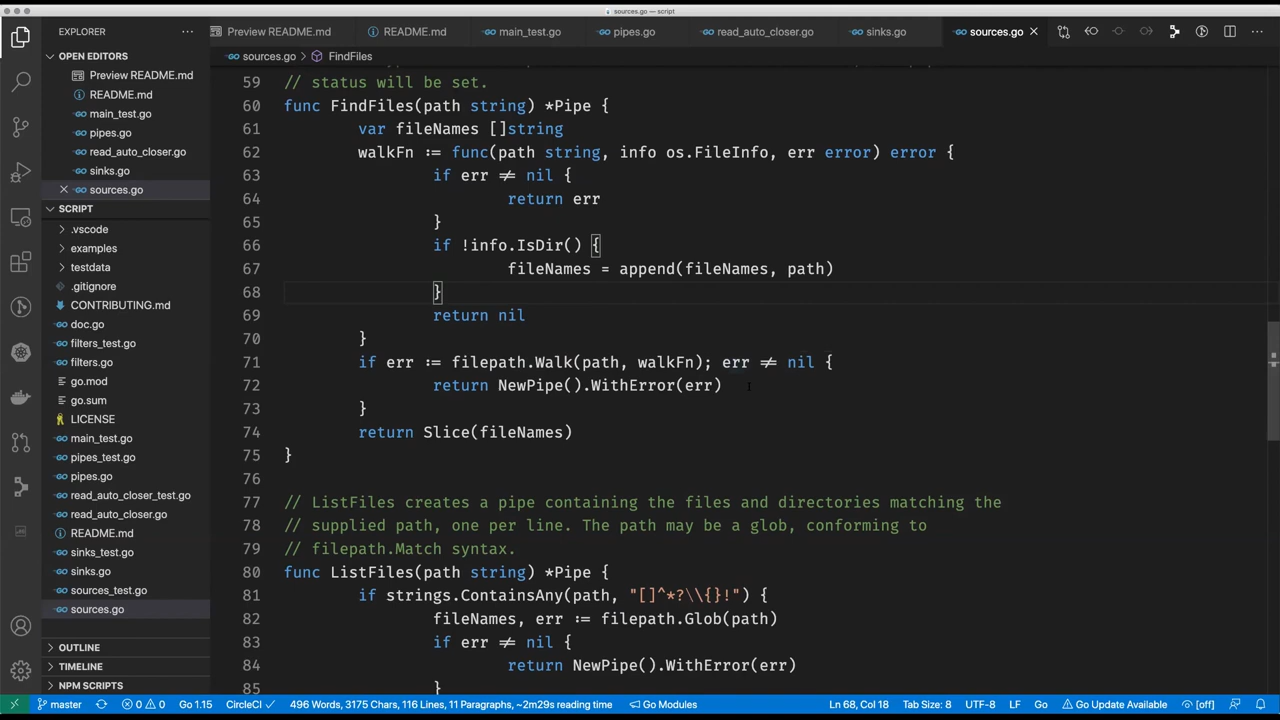 sources.go — script
EXPLORER
Preview README.md
README.md
main_test.go
pipes.go
read_auto_closer.go
sinks.go
sources.go
OPEN EDITORS
Preview README.md
README.md
main_test.go
pipes.go
read_auto_closer.go
sinks.go
sources.go
SCRIPT
.vscode
examples
testdata
.gitignore
CONTRIBUTING.md
doc.go
filters_test.go
filters.go
go.mod
go.sum
LICENSE
main_test.go
pipes_test.go
pipes.go
read_auto_closer_test.go
read_auto_closer.go
README.md
sinks_test.go
sinks.go
sources_test.go
sources.go
OUTLINE
TIMELINE
NPM SCRIPTS
sources.go > FindFiles
59 // status will be set.
60 func FindFiles(path string) *Pipe {
61 var fileNames []string
62 walkFn := func(path string, info os.FileInfo, err error) error {
63 if err ≠ nil {
64 return err
65 }
66 if !info.IsDir() {
67 fileNames = append(fileNames, path)
68 }
69 return nil
70 }
71 if err := filepath.Walk(path, walkFn); err ≠ nil {
72 return NewPipe().WithError(err)
73 }
74 return Slice(fileNames)
75 }
76
77 // ListFiles creates a pipe containing the files and directories matching the
78 // supplied path, one per line. The path may be a glob, conforming to
79 // filepath.Match syntax.
80 func ListFiles(path string) *Pipe {
81 if strings.ContainsAny(path, "[]^*?\\{}!") {
82 fileNames, err := filepath.Glob(path)
83 if err ≠ nil {
84 return NewPipe().WithError(err)
85 }
master 0 0 Go 1.15 CircleCI ✓ 496 Words, 3175 Chars, 116 Lines, 11 Paragraphs, ~2m29s reading time Go Modules Ln 68, Col 18 Tab Size: 8 UTF-8 LF Go Go Update Available [off]